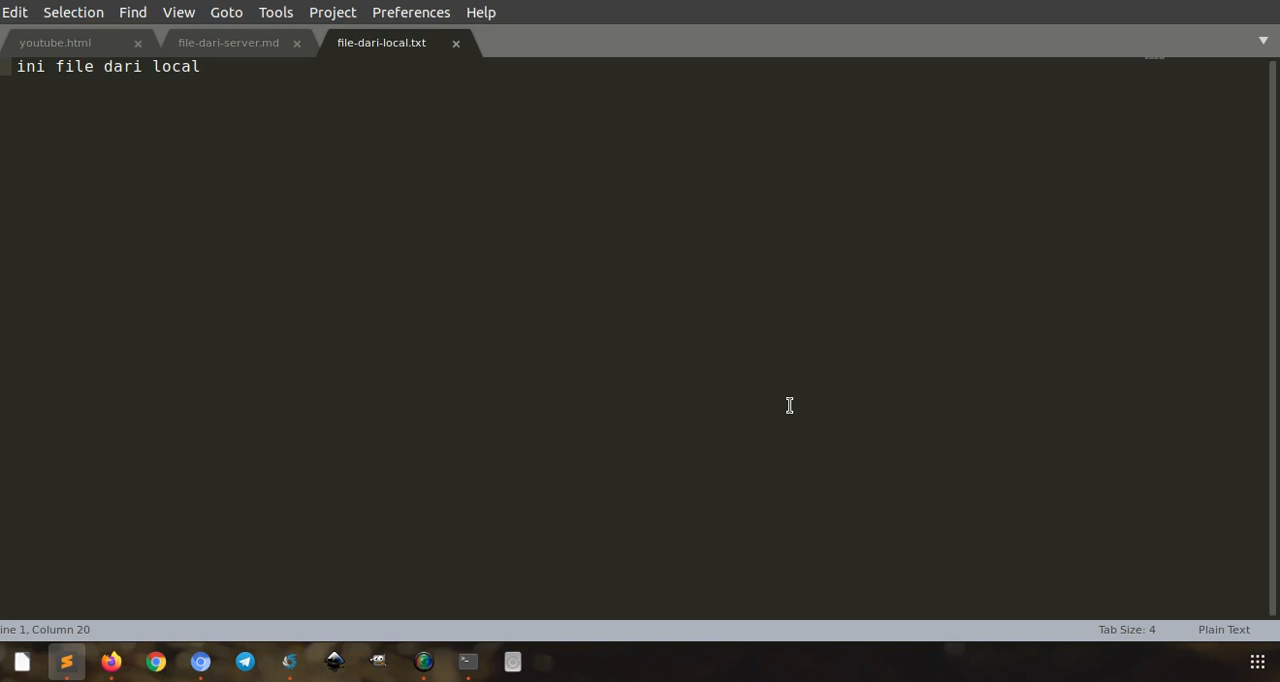 Edit Selection Find View Goto Tools Project Preferences Help
youtube.html × file-dari-server.md × file-dari-local.txt ×
ini file dari local
ine 1, Column 20 Tab Size: 4 Plain Text